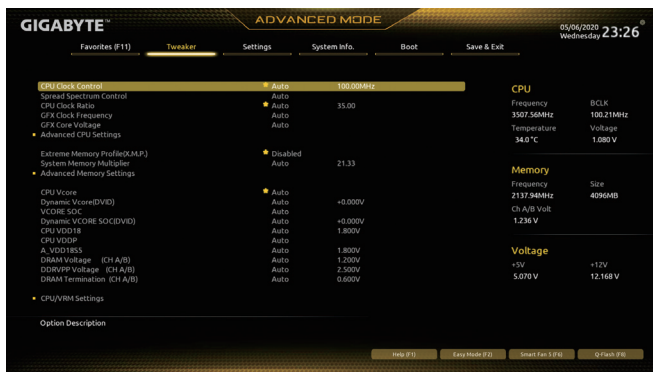 GIGABYTE™
ADVANCED MODE
05/06/2020
Wednesday 23:26
Favorites (F11) Tweaker Settings System Info. Boot Save & Exit
CPU Clock Control Auto 100.00MHz
Spread Spectrum Control Auto
CPU Clock Ratio Auto 35.00
GFX Clock Frequency Auto
GFX Core Voltage Auto
Advanced CPU Settings
Extreme Memory Profile(X.M.P.) Disabled
System Memory Multiplier Auto 21.33
Advanced Memory Settings
CPU Vcore Auto
Dynamic Vcore(DVID) Auto +0.000V
VCORE SOC Auto
Dynamic VCORE SOC(DVID) Auto +0.000V
CPU VDD18 Auto 1.800V
CPU VDDP Auto
A_VDD18S5 Auto 1.800V
DRAM Voltage (CH A/B) Auto 1.200V
DDRVPP Voltage (CH A/B) Auto 2.500V
DRAM Termination (CH A/B) Auto 0.600V
CPU/VRM Settings
Option Description
CPU
Frequency BCLK
3507.56MHz 100.21MHz
Temperature Voltage
34.0 °C 1.080 V
Memory
Frequency Size
2137.94MHz 4096MB
Ch A/B Volt
1.236 V
Voltage
+5V +12V
5.070 V 12.168 V
Help (F1) Easy Mode (F2) Smart Fan 5 (F6) Q-Flash (F8)